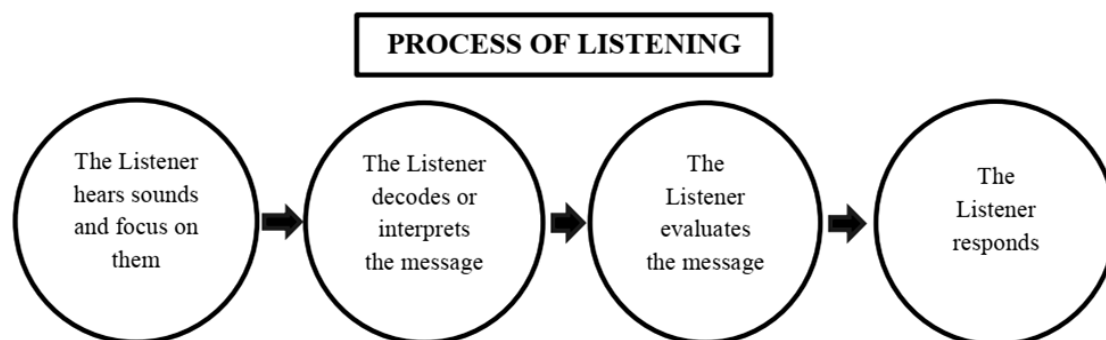 PROCESS OF LISTENING
The Listener
hears sounds
and focus on
them
The Listener
decodes or
interprets
the message
The
Listener
evaluates
the message
The
Listener
responds